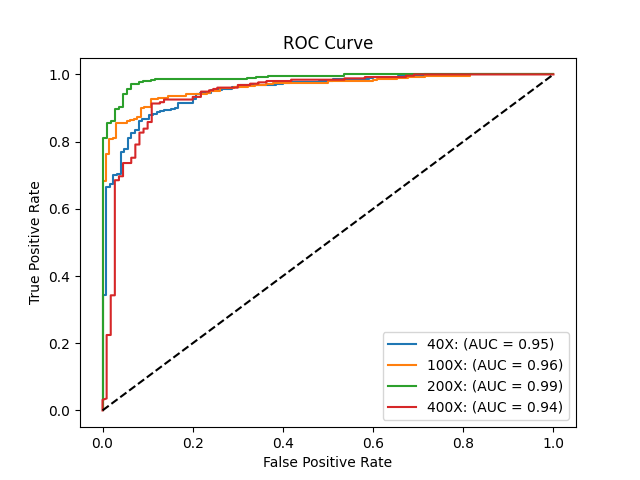 ROC Curve
True Positive Rate
1.0
0.8
0.6
0.4
0.2
0.0
40X: (AUC = 0.95)
100X: (AUC = 0.96)
200X: (AUC = 0.99)
400X: (AUC = 0.94)
0.0 0.2 0.4 0.6 0.8 1.0
False Positive Rate